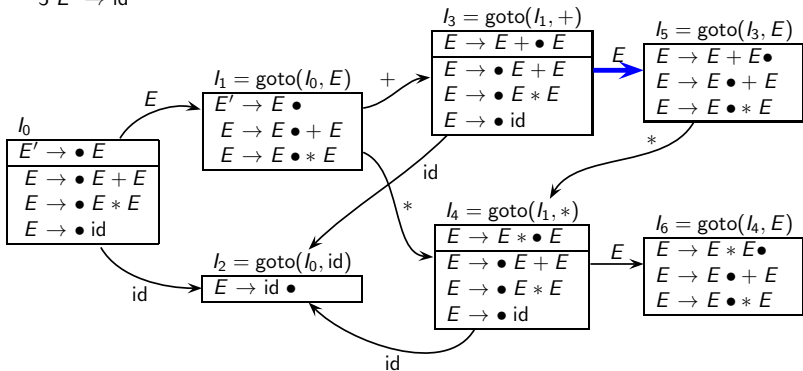 3 E → id
I₀
E′ → • E
E → • E + E
E → • E ∗ E
E → • id
E
I₁ = goto(I₀, E)
E′ → E •
E → E • + E
E → E • ∗ E
+
∗
id
I₂ = goto(I₀, id)
E → id •
I₃ = goto(I₁, +)
E → E + • E
E → • E + E
E → • E ∗ E
E → • id
E
id
I₄ = goto(I₁, ∗)
E → E ∗ • E
E → • E + E
E → • E ∗ E
E → • id
E
id
I₅ = goto(I₃, E)
E → E + E•
E → E • + E
E → E • ∗ E
∗
I₆ = goto(I₄, E)
E → E ∗ E•
E → E • + E
E → E • ∗ E